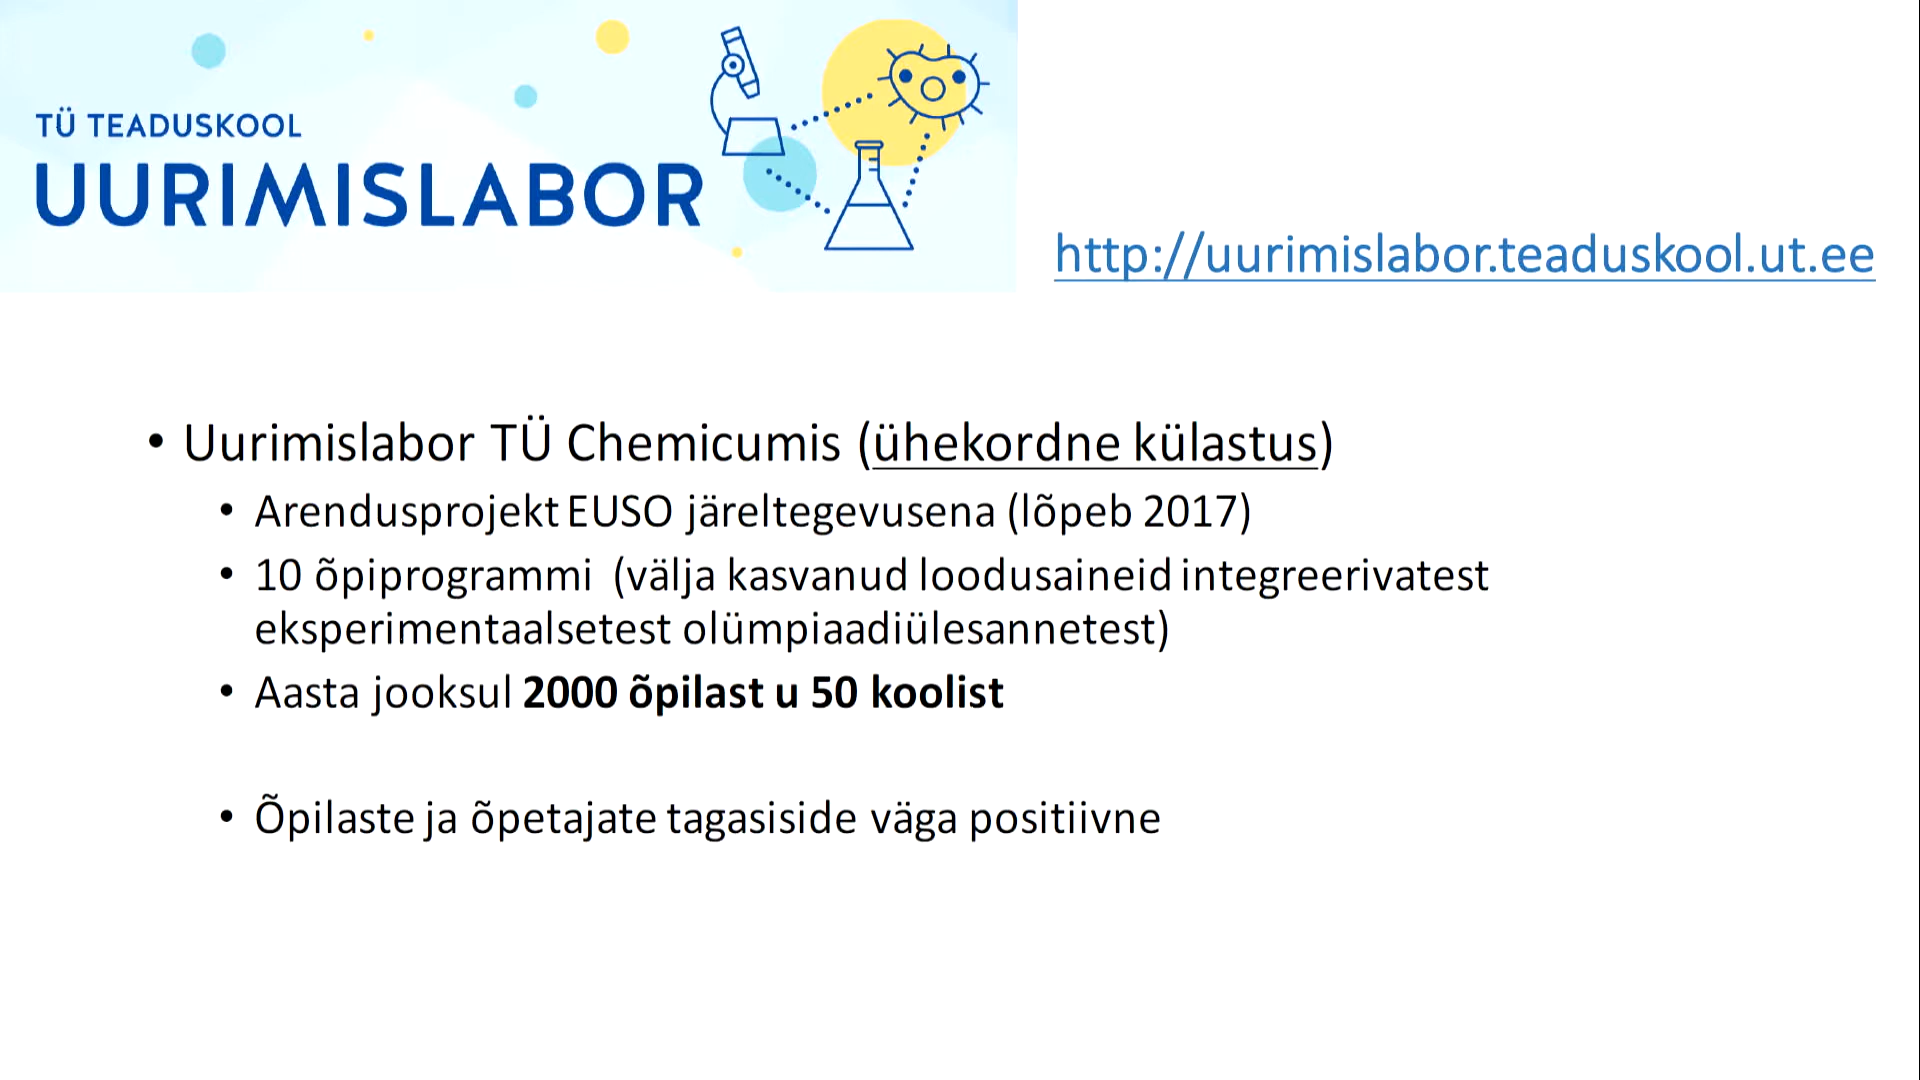 TÜ TEADUSKOOL
UURIMISLABOR
http://uurimislabor.teaduskool.ut.ee
• Uurimislabor TÜ Chemicumis (ühekordne külastus)
• Arendusprojekt EUSO järeltegevusena (lõpeb 2017)
• 10 õpiprogrammi (välja kasvanud loodusaineid integreerivatest
eksperimentaalsetest olümpiaadiülesannetest)
• Aasta jooksul 2000 õpilast u 50 koolist
• Õpilaste ja õpetajate tagasiside väga positiivne